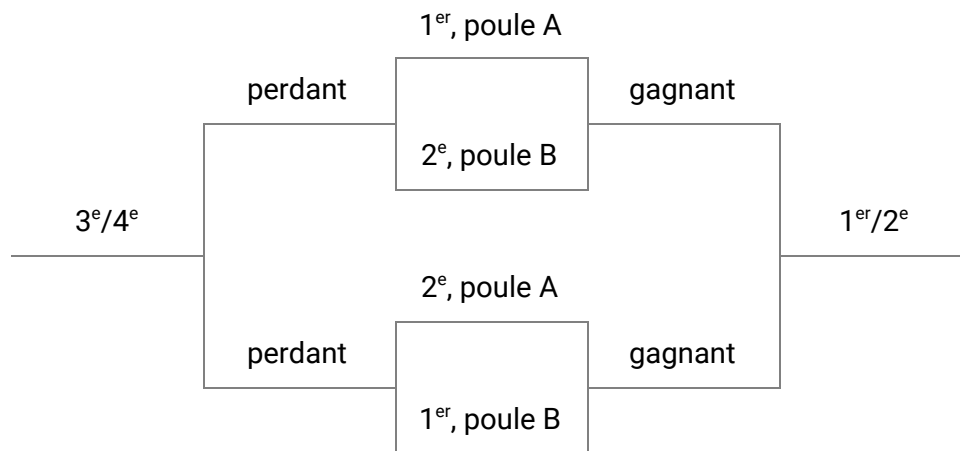 1er, poule A
perdant
gagnant
2e, poule B
3e/4e
1er/2e
2e, poule A
perdant
gagnant
1er, poule B